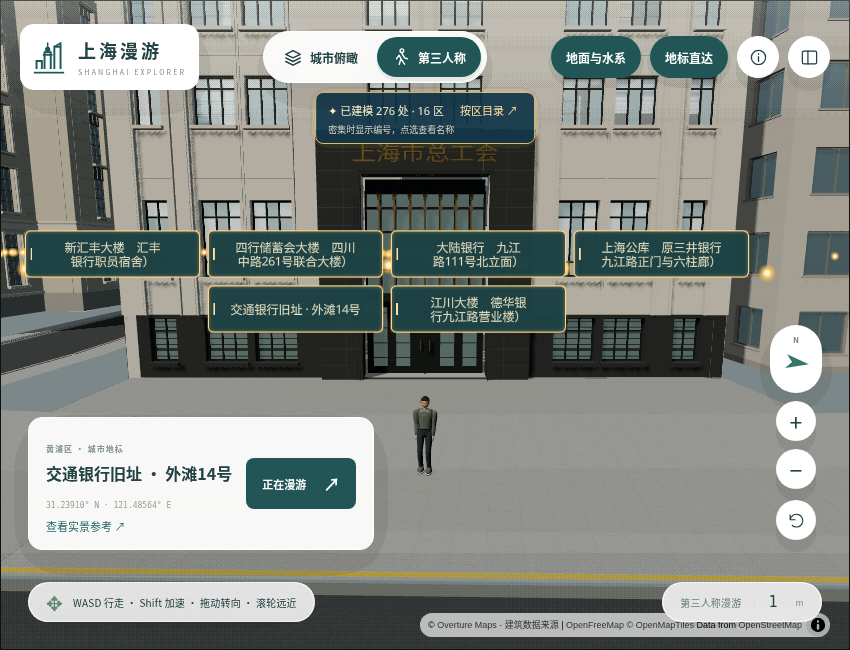 上海漫游
SHANGHAI EXPLORER
城市俯瞰
第三人称
地面与水系
地标直达
✦ 已建模 276 处 · 16 区 按区目录 ↗
密集时显示编号，点选查看名称
上海市总工会
新汇丰大楼 汇丰
银行职员宿舍）
四行储蓄会大楼 四川
中路261号联合大楼）
大陆银行 九江
路111号北立面）
上海公库 原三井银行
九江路正门与六柱廊）
交通银行旧址 · 外滩14号
江川大楼 德华银
行九江路营业楼）
N
+
−
黄浦区 · 城市地标
交通银行旧址 · 外滩14号
正在漫游 ↗
31.23910° N · 121.48564° E
查看实景参考 ↗
WASD 行走 · Shift 加速 · 拖动转向 · 滚轮远近
第三人称漫游 1 m
© Overture Maps · 建筑数据来源 | OpenFreeMap © OpenMapTiles Data from OpenStreetMap